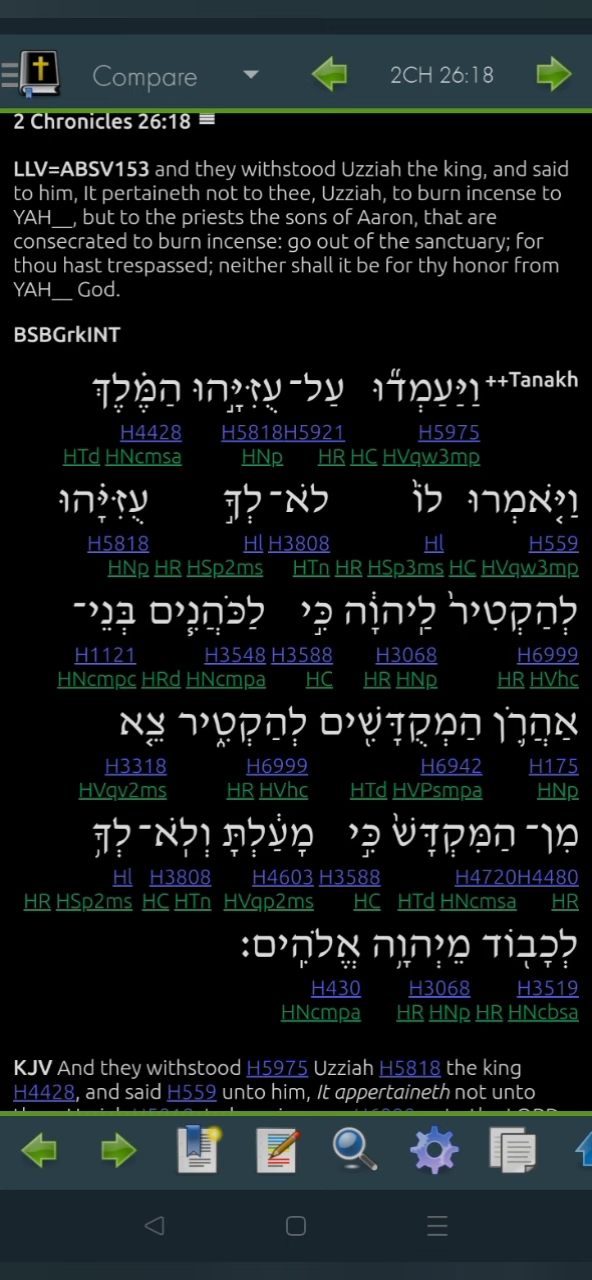 Compare
2CH 26:18
2 Chronicles 26:18
LLV=ABSV153 and they withstood Uzziah the king, and said
to him, It pertaineth not to thee, Uzziah, to burn incense to
YAH__, but to the priests the sons of Aaron, that are
consecrated to burn incense: go out of the sanctuary; for
thou hast trespassed; neither shall it be for thy honor from
YAH__ God.
BSBGrkINT
++Tanakh וַיַּעַמְד֞וּ עַל־ עֻזִּיָּ֣הוּ הַמֶּ֗לֶךְ
H4428 H5818H5921 H5975
HTd HNcmsa HNp HR HC HVqw3mp
וַיֹּ֤אמְרוּ לוֹ֙ לֹא־ לְךָ֣ עֻזִּיָּ֗הוּ
H5818 Hl H3808 Hl H559
HNp HR HSp2ms HTn HR HSp3ms HC HVqw3mp
לְהַקְטִיר֙ לַֽיהוָ֔ה כִּ֣י לַכֹּהֲנִ֧ים בְּנֵי־
H1121 H3548 H3588 H3068 H6999
HNcmpc HRd HNcmpa HC HR HNp HR HVhc
אַהֲרֹ֛ן הַמְקֻדָּשִׁ֖ים לְהַקְטִ֑יר צֵ֤א
H3318 H6999 H6942 H175
HVqv2ms HR HVhc HTd HVPsmpa HNp
מִן־ הַמִּקְדָּשׁ֙ כִּ֣י מָעַ֔לְתָּ וְלֹֽא־ לְךָ֥
Hl H3808 H4603 H3588 H4720H4480
HR HSp2ms HC HTn HVqp2ms HC HTd HNcmsa HR
לְכָב֖וֹד מֵיְהוָ֥ה אֱלֹהִֽים׃
H430 H3068 H3519
HNcmpa HR HNp HR HNcbsa
KJV And they withstood H5975 Uzziah H5818 the king
H4428, and said H559 unto him, It appertaineth not unto